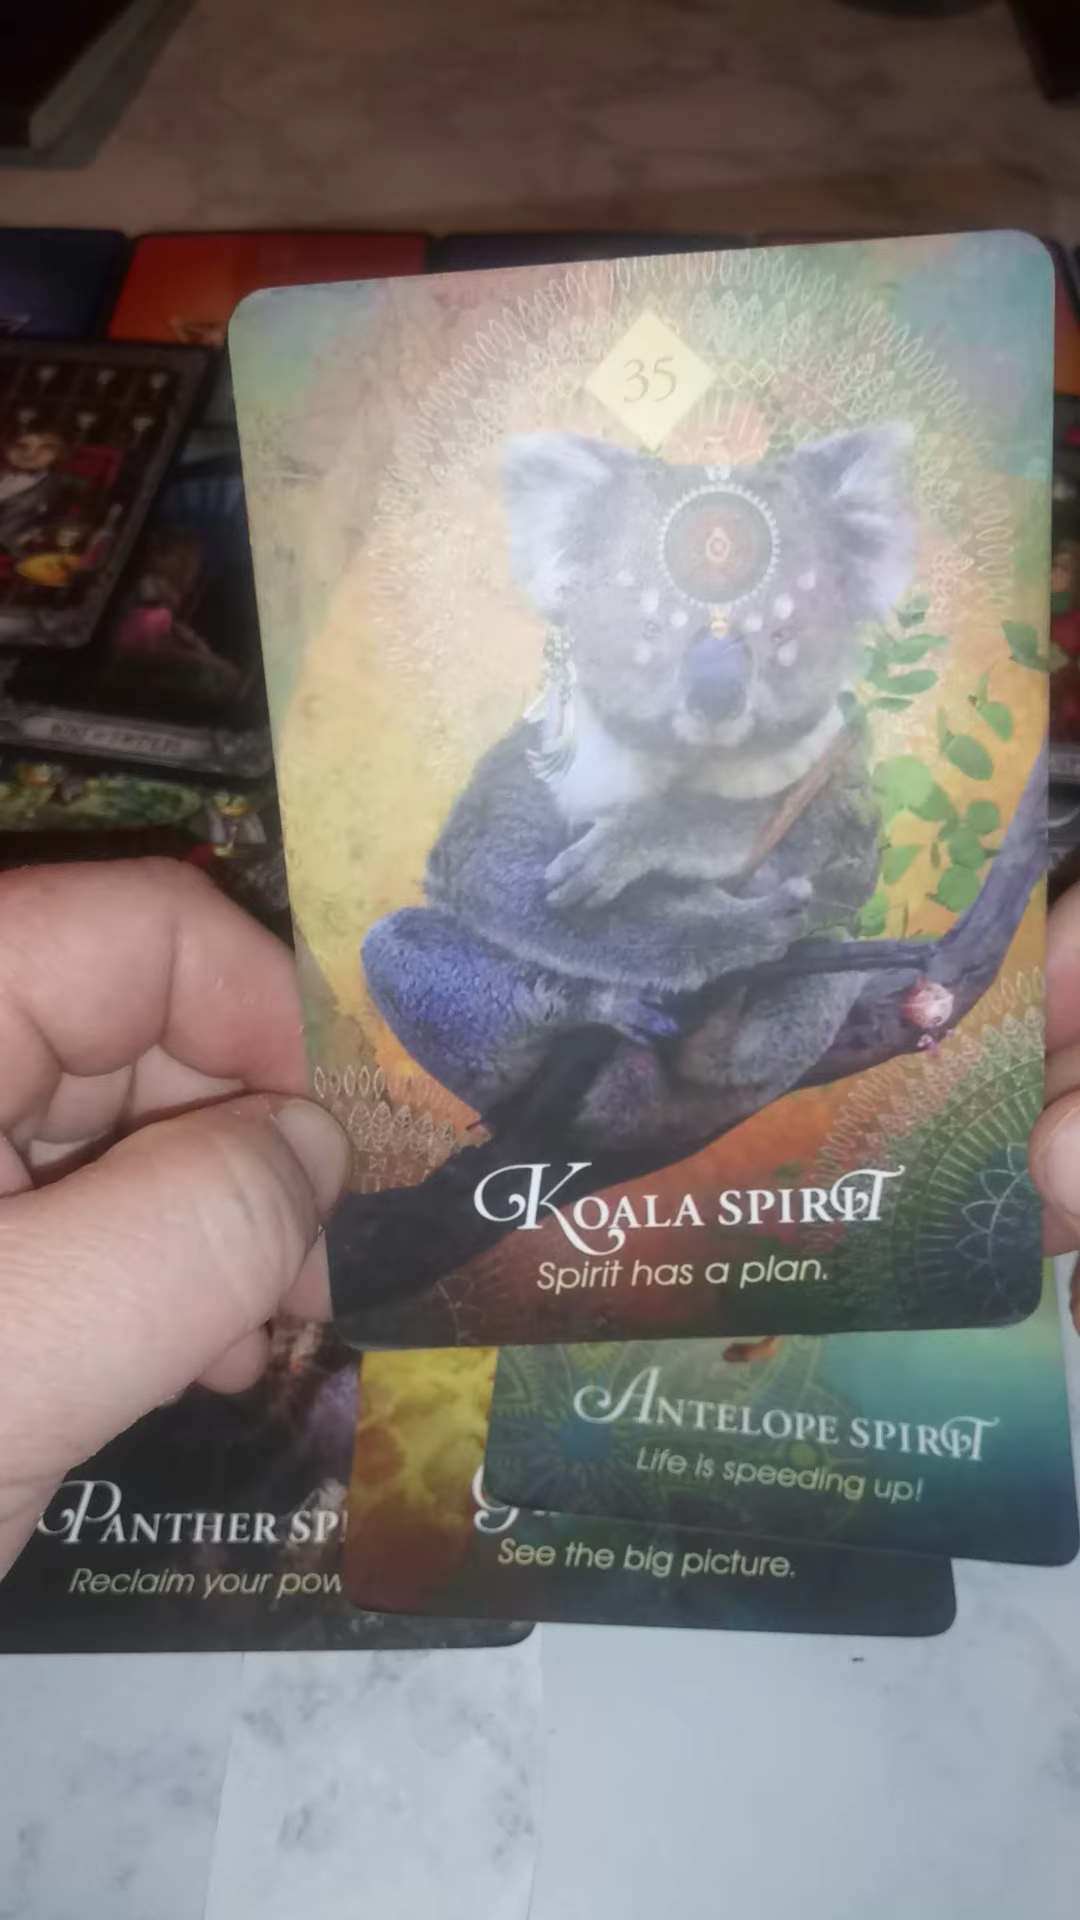 35
KOALA SPIRIT
Spirit has a plan.
ANTELOPE SPIRIT
Life is speeding up!
See the big picture.
PANTHER SPI
Reclaim your pow